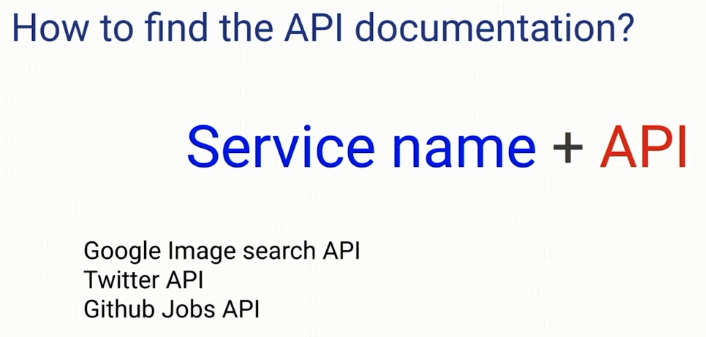 How to find the API documentation?
Service name + API
Google Image search API
Twitter API
Github Jobs API